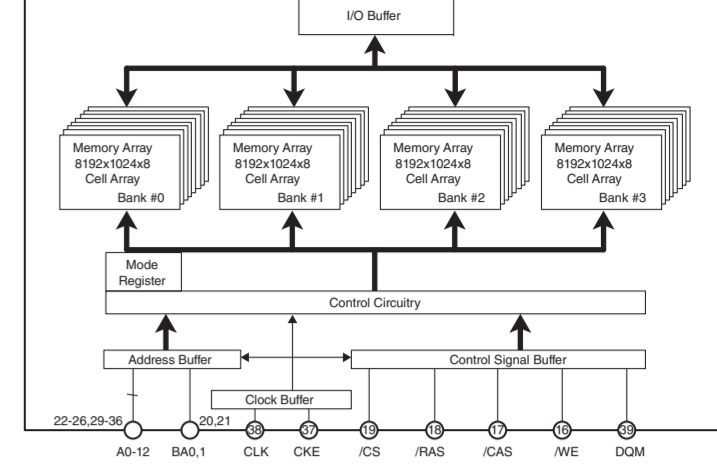 I/O Buffer
Memory Array
8192x1024x8
Cell Array
Bank #0
Memory Array
8192x1024x8
Cell Array
Bank #1
Memory Array
8192x1024x8
Cell Array
Bank #2
Memory Array
8192x1024x8
Cell Array
Bank #3
Mode
Register
Control Circuitry
Address Buffer
Control Signal Buffer
Clock Buffer
22-26,29-36
20,21
38
37
19
18
17
16
39
A0-12
BA0,1
CLK
CKE
/CS
/RAS
/CAS
/WE
DQM